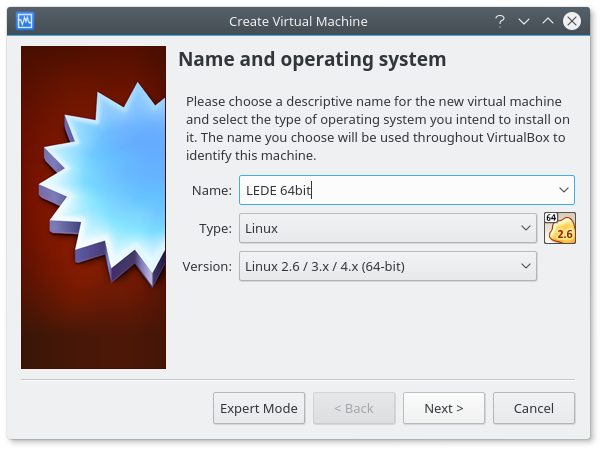 Create Virtual Machine
Name and operating system
Please choose a descriptive name for the new virtual machine
and select the type of operating system you intend to install on
it. The name you choose will be used throughout VirtualBox to
identify this machine.
Name: LEDE 64bit
Type: Linux
64
2.6
Version: Linux 2.6 / 3.x / 4.x (64-bit)
Expert Mode < Back Next > Cancel